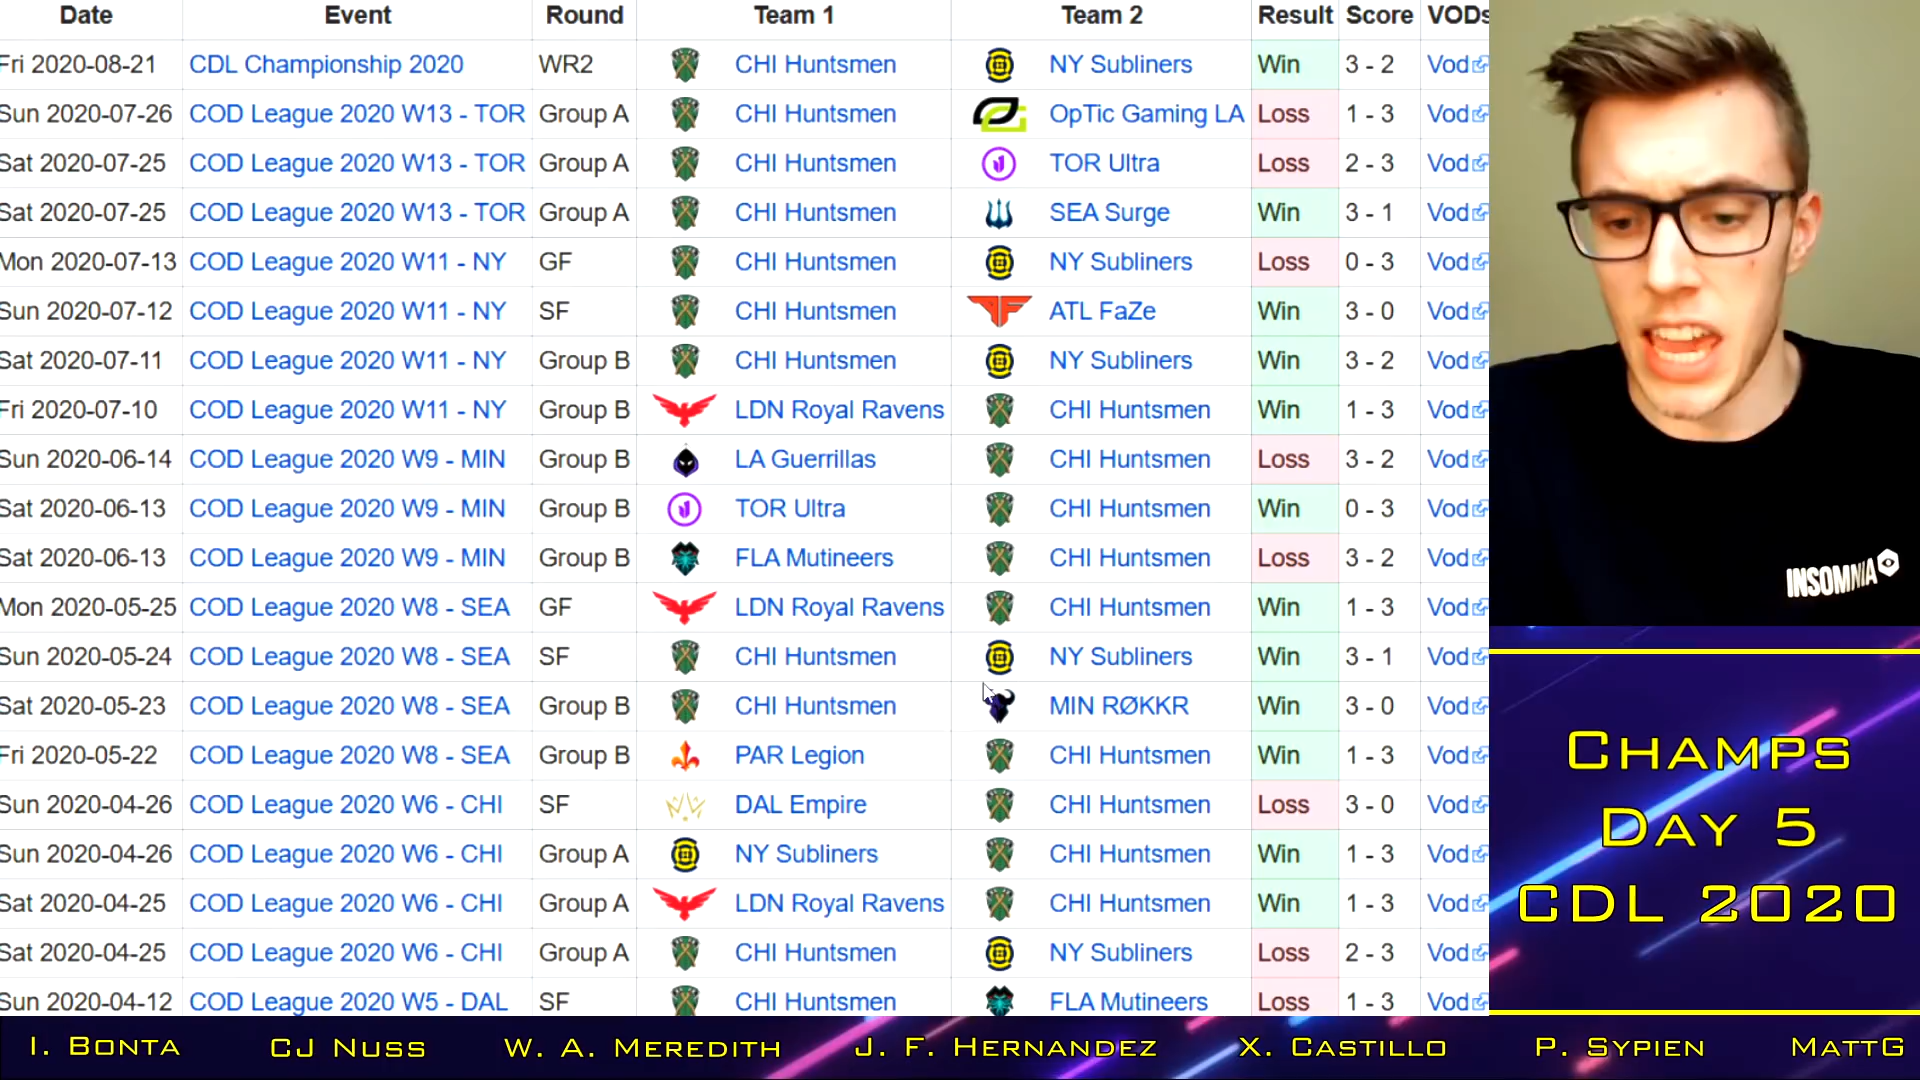 Date Event Round Team 1 Team 2 Result Score VODs
Fri 2020-08-21 CDL Championship 2020 WR2 CHI Huntsmen NY Subliners Win 3 - 2 Vod
Sun 2020-07-26 COD League 2020 W13 - TOR Group A CHI Huntsmen OpTic Gaming LA Loss 1 - 3 Vod
Sat 2020-07-25 COD League 2020 W13 - TOR Group A CHI Huntsmen TOR Ultra Loss 2 - 3 Vod
Sat 2020-07-25 COD League 2020 W13 - TOR Group A CHI Huntsmen SEA Surge Win 3 - 1 Vod
Mon 2020-07-13 COD League 2020 W11 - NY GF CHI Huntsmen NY Subliners Loss 0 - 3 Vod
Sun 2020-07-12 COD League 2020 W11 - NY SF CHI Huntsmen ATL FaZe Win 3 - 0 Vod
Sat 2020-07-11 COD League 2020 W11 - NY Group B CHI Huntsmen NY Subliners Win 3 - 2 Vod
Fri 2020-07-10 COD League 2020 W11 - NY Group B LDN Royal Ravens CHI Huntsmen Win 1 - 3 Vod
Sun 2020-06-14 COD League 2020 W9 - MIN Group B LA Guerrillas CHI Huntsmen Loss 3 - 2 Vod
Sat 2020-06-13 COD League 2020 W9 - MIN Group B TOR Ultra CHI Huntsmen Win 0 - 3 Vod
Sat 2020-06-13 COD League 2020 W9 - MIN Group B FLA Mutineers CHI Huntsmen Loss 3 - 2 Vod
Mon 2020-05-25 COD League 2020 W8 - SEA GF LDN Royal Ravens CHI Huntsmen Win 1 - 3 Vod
Sun 2020-05-24 COD League 2020 W8 - SEA SF CHI Huntsmen NY Subliners Win 3 - 1 Vod
Sat 2020-05-23 COD League 2020 W8 - SEA Group B CHI Huntsmen MIN RØKKR Win 3 - 0 Vod
Fri 2020-05-22 COD League 2020 W8 - SEA Group B PAR Legion CHI Huntsmen Win 1 - 3 Vod
Sun 2020-04-26 COD League 2020 W6 - CHI SF DAL Empire CHI Huntsmen Loss 3 - 0 Vod
Sun 2020-04-26 COD League 2020 W6 - CHI Group A NY Subliners CHI Huntsmen Win 1 - 3 Vod
Sat 2020-04-25 COD League 2020 W6 - CHI Group A LDN Royal Ravens CHI Huntsmen Win 1 - 3 Vod
Sat 2020-04-25 COD League 2020 W6 - CHI Group A CHI Huntsmen NY Subliners Loss 2 - 3 Vod
Sun 2020-04-12 COD League 2020 W5 - DAL SF CHI Huntsmen FLA Mutineers Loss 1 - 3 Vod
INSOMNIA
CHAMPS
DAY 5
CDL 2020
I. BONTA CJ NUSS W. A. MEREDITH J. F. HERNANDEZ X. CASTILLO P. SYPIEN MATTG